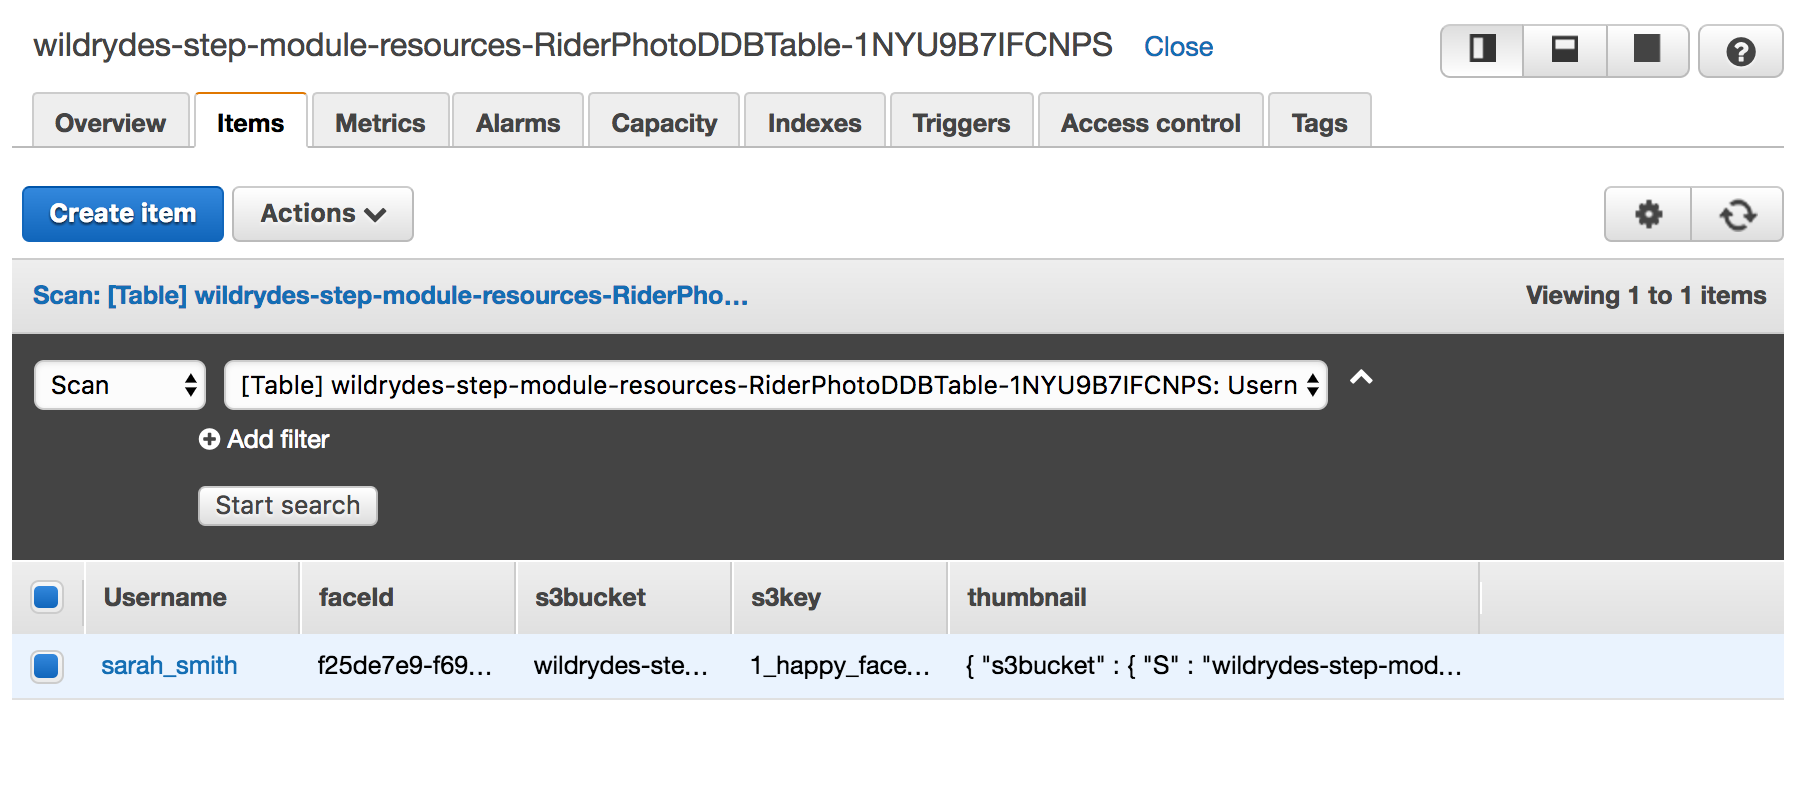 wildrydes-step-module-resources-RiderPhotoDDBTable-1NYU9B7IFCNPS Close
Overview Items Metrics Alarms Capacity Indexes Triggers Access control Tags
Create item Actions
Scan: [Table] wildrydes-step-module-resources-RiderPho... Viewing 1 to 1 items
Scan [Table] wildrydes-step-module-resources-RiderPhotoDDBTable-1NYU9B7IFCNPS: Usern
Add filter
Start search
Username faceId s3bucket s3key thumbnail
sarah_smith f25de7e9-f69... wildrydes-ste... 1_happy_face... { "s3bucket" : { "S" : "wildrydes-step-mod...